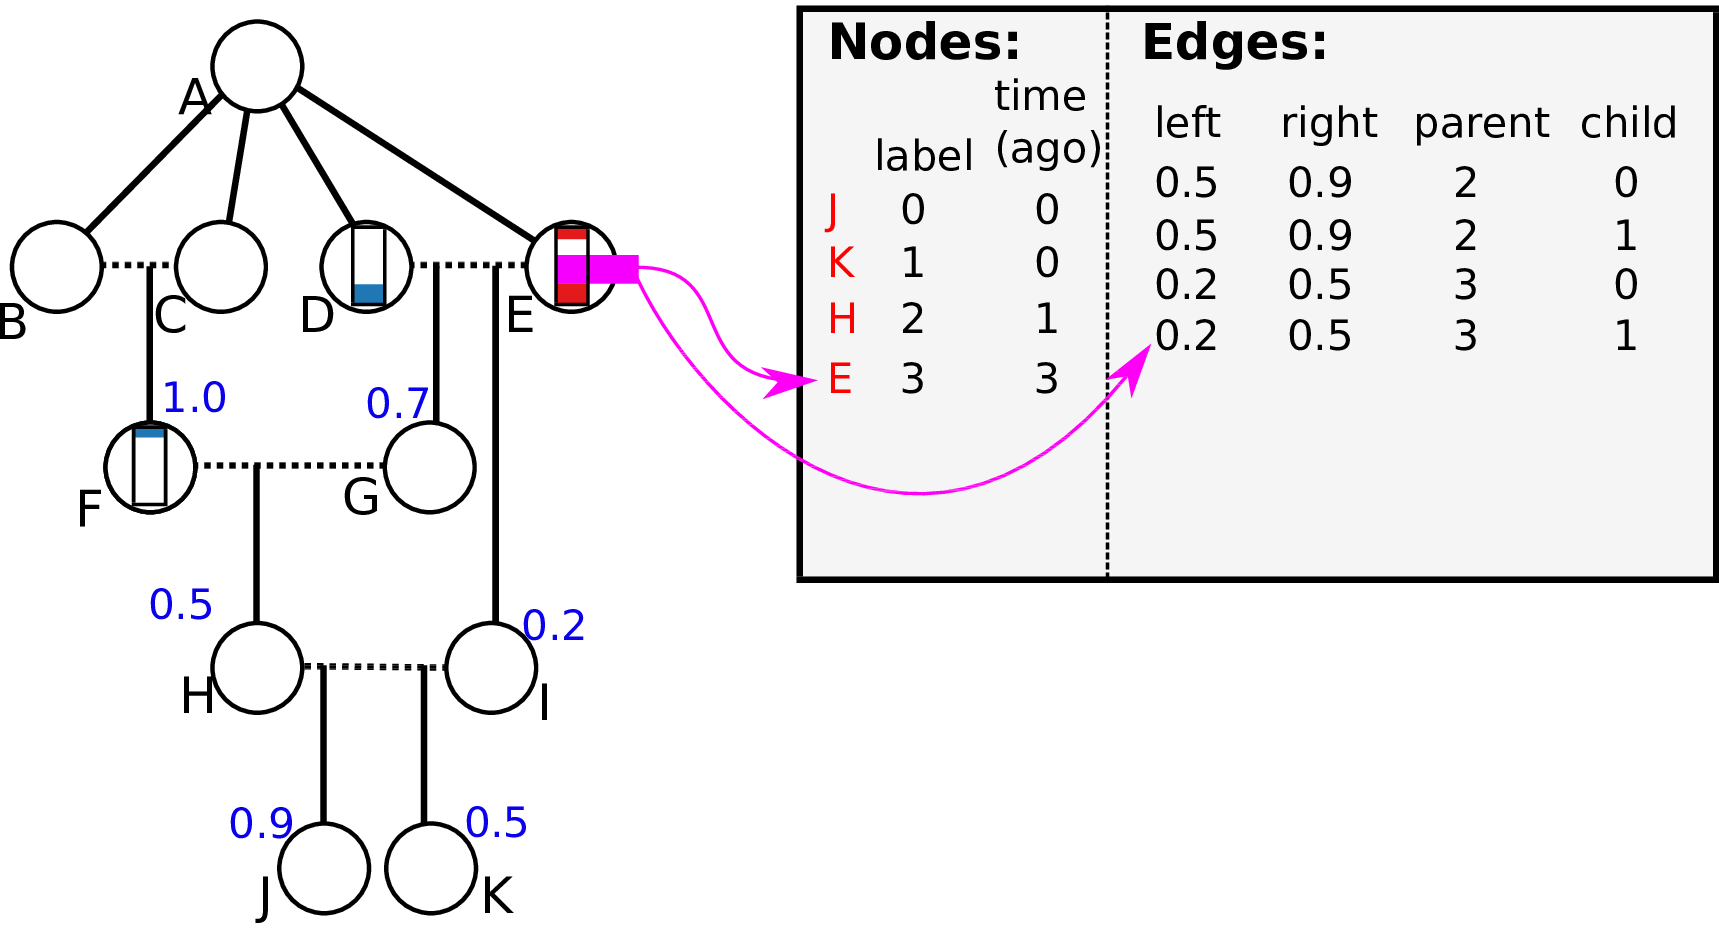 A
B
C
D
E
1.0
0.7
F
G
0.5
0.2
H
I
0.9
0.5
J
K
Nodes:
label time (ago)
J 0 0
K 1 0
H 2 1
E 3 3
Edges:
left right parent child
0.5 0.9 2 0
0.5 0.9 2 1
0.2 0.5 3 0
0.2 0.5 3 1